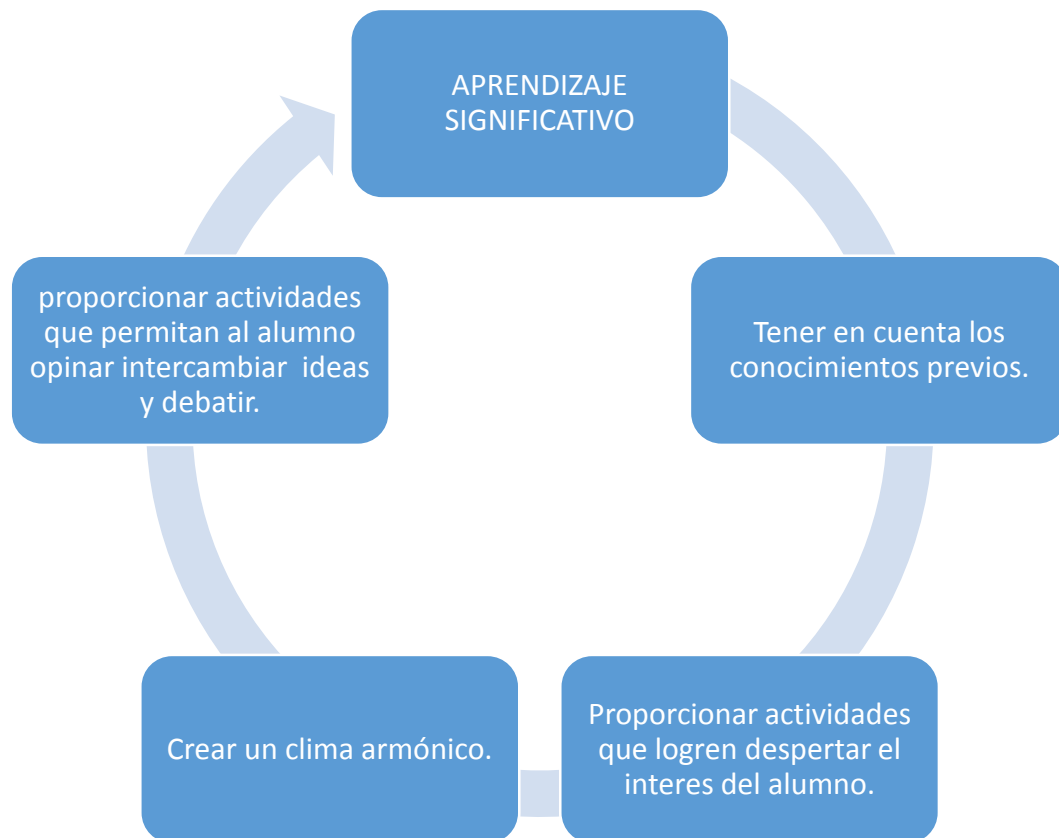 APRENDIZAJE
SIGNIFICATIVO
Tener en cuenta los
conocimientos previos.
Proporcionar actividades
que logren despertar el
interes del alumno.
Crear un clima armónico.
proporcionar actividades
que permitan al alumno
opinar intercambiar  ideas
y debatir.